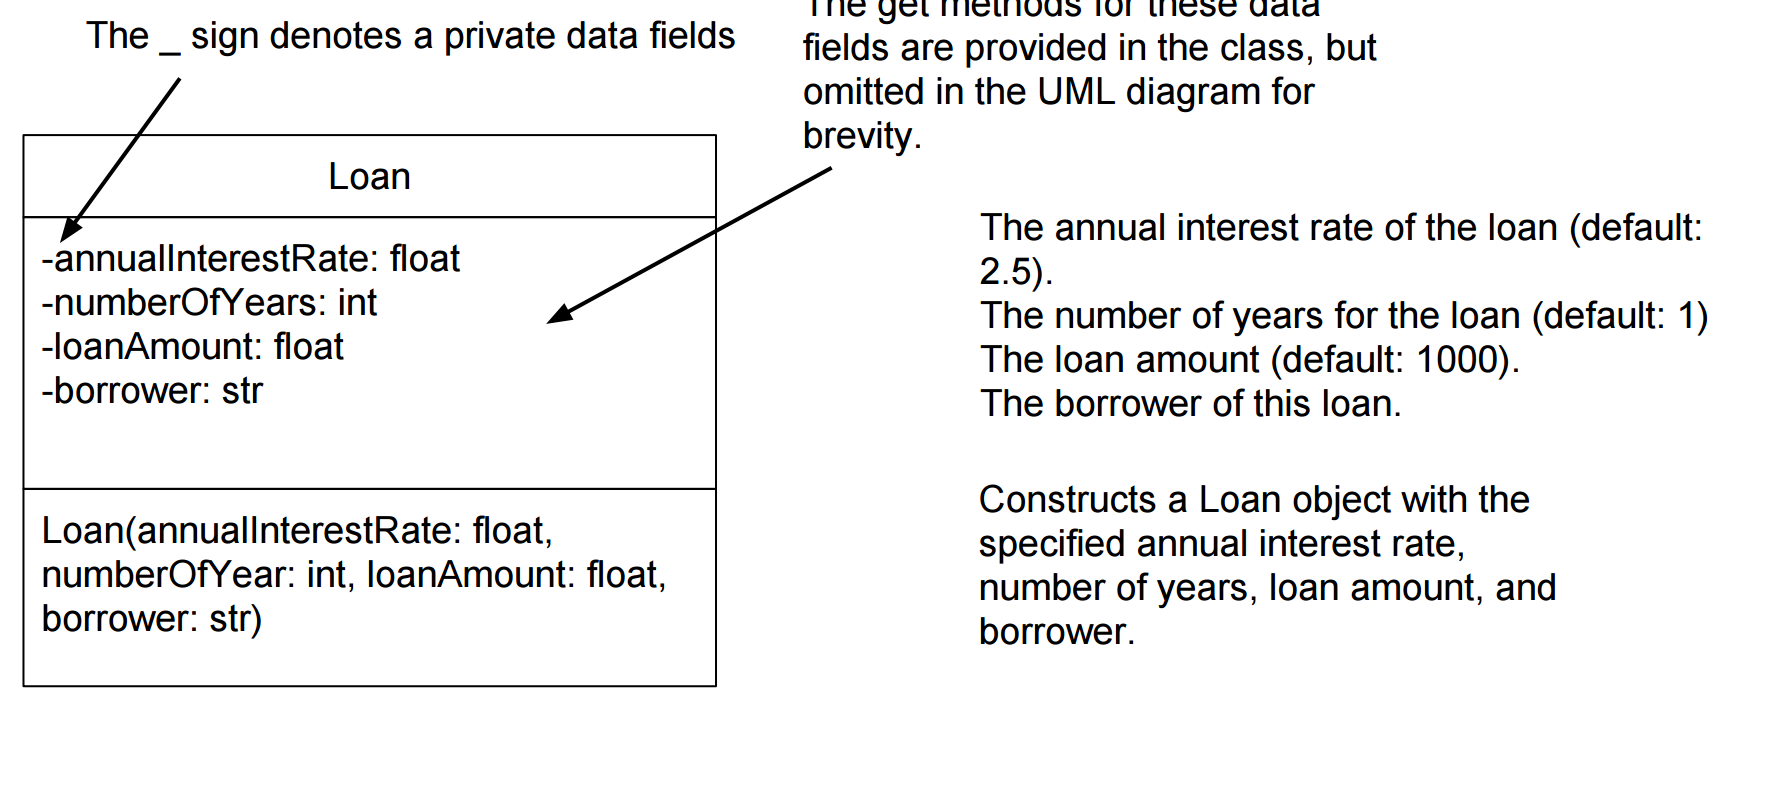 The _ sign denotes a private data fields
The get methods for these data
fields are provided in the class, but
omitted in the UML diagram for
brevity.
Loan
-annualInterestRate: float
-numberOfYears: int
-loanAmount: float
-borrower: str
The annual interest rate of the loan (default:
2.5).
The number of years for the loan (default: 1)
The loan amount (default: 1000).
The borrower of this loan.
Loan(annualInterestRate: float,
numberOfYear: int, loanAmount: float,
borrower: str)
Constructs a Loan object with the
specified annual interest rate,
number of years, loan amount, and
borrower.